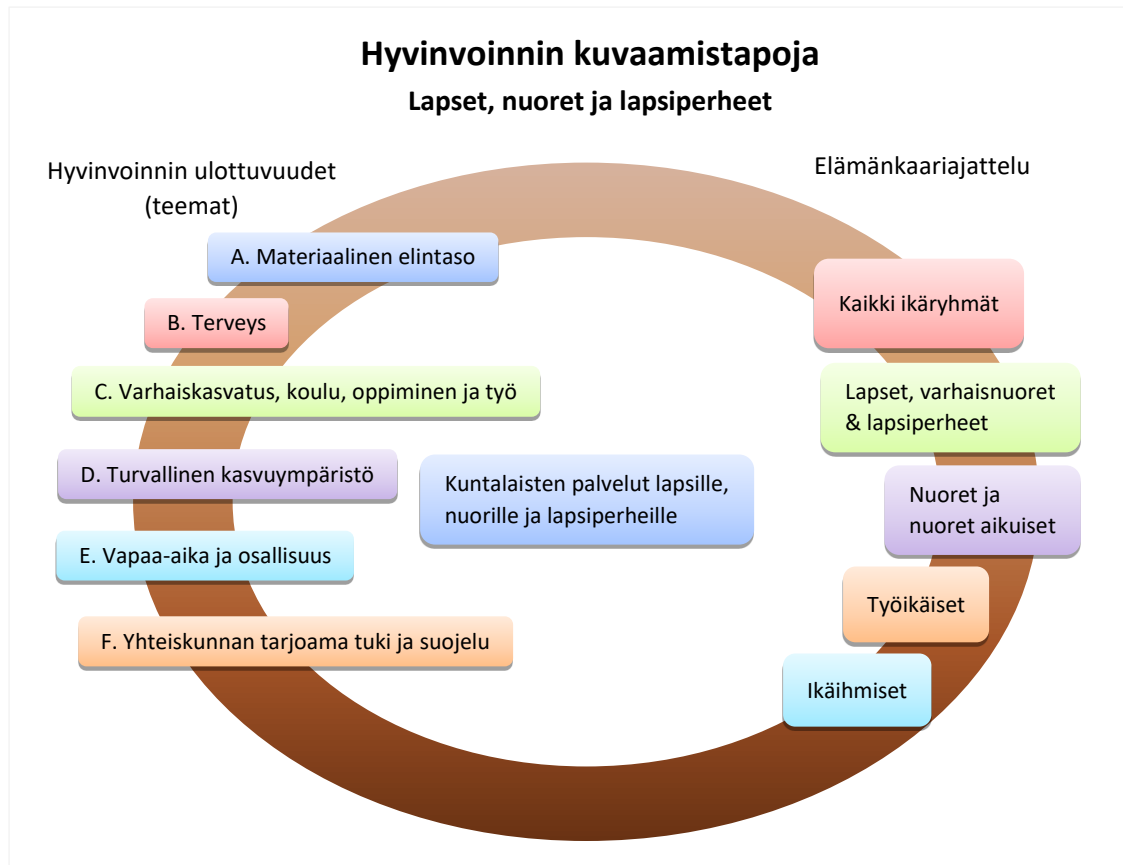 Hyvinvoinnin kuvaamistapoja
Lapset, nuoret ja lapsiperheet
Hyvinvoinnin ulottuvuudet
(teemat)
A. Materiaalinen elintaso
B. Terveys
C. Varhaiskasvatus, koulu, oppiminen ja työ
D. Turvallinen kasvuympäristö
E. Vapaa-aika ja osallisuus
F. Yhteiskunnan tarjoama tuki ja suojelu
Kuntalaisten palvelut lapsille,
nuorille ja lapsiperheille
Elämänkaariajattelu
Kaikki ikäryhmät
Lapset, varhaisnuoret
& lapsiperheet
Nuoret ja
nuoret aikuiset
Työikäiset
Ikäihmiset